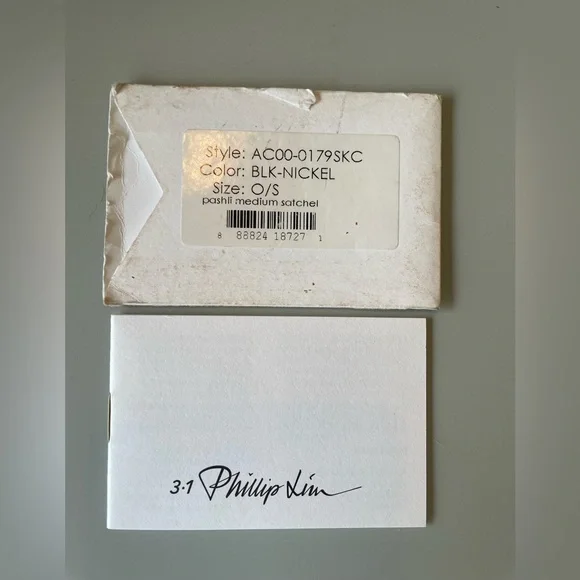 Style: AC00-0179SKC
Color: BLK-NICKEL
Size: O/S
pashli medium satchel
8 88824 18727 1
3·1 Phillip Lim